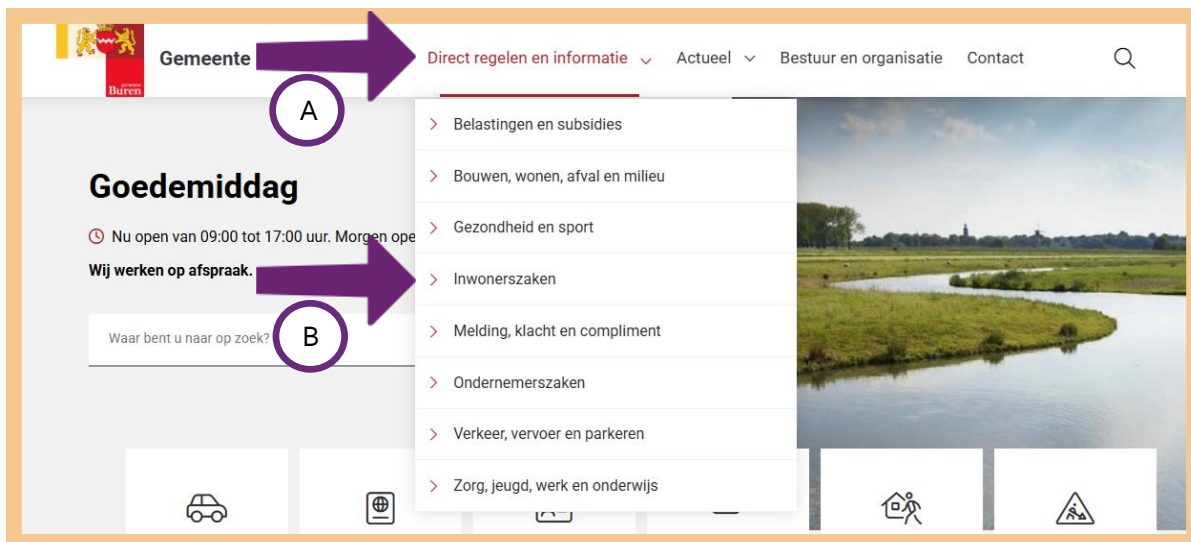 gemeente
Buren
Gemeente
Direct regelen en informatie
Actueel
Bestuur en organisatie
Contact
A
Belastingen en subsidies
Bouwen, wonen, afval en milieu
Gezondheid en sport
Inwonerszaken
Melding, klacht en compliment
Ondernemerszaken
Verkeer, vervoer en parkeren
Zorg, jeugd, werk en onderwijs
Goedemiddag
Nu open van 09:00 tot 17:00 uur. Morgen ope
Wij werken op afspraak.
Waar bent u naar op zoek?
B